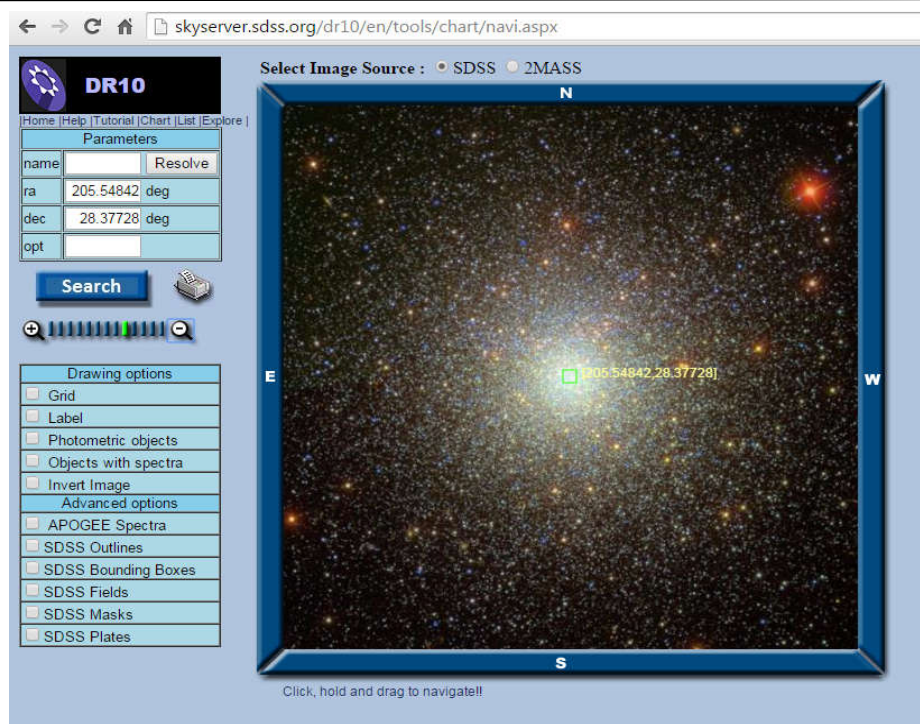 skyserver.sdss.org/dr10/en/tools/chart/navi.aspx
DR10
|Home |Help |Tutorial |Chart |List |Explore |
Parameters
name Resolve
ra 205.54842 deg
dec 28.37728 deg
opt
Search
Drawing options
Grid
Label
Photometric objects
Objects with spectra
Invert Image
Advanced options
APOGEE Spectra
SDSS Outlines
SDSS Bounding Boxes
SDSS Fields
SDSS Masks
SDSS Plates
Select Image Source : SDSS 2MASS
N
E
[205.54842,28.37728]
W
S
Click, hold and drag to navigate!!